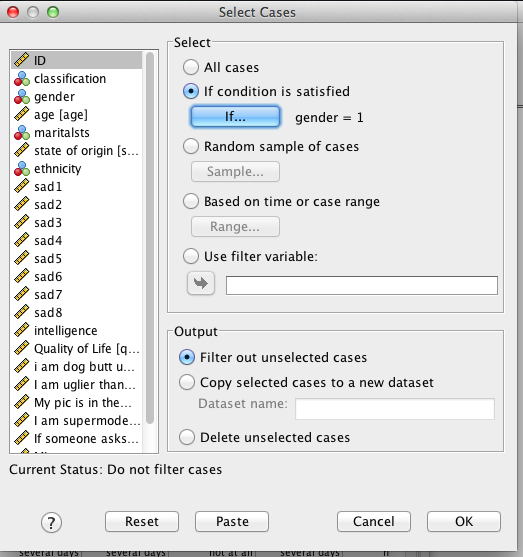 Select Cases
ID
classification
gender
age [age]
maritalsts
state of origin [s...
ethnicity
sad1
sad2
sad3
sad4
sad5
sad6
sad7
sad8
intelligence
Quality of Life [q...
i am dog butt u...
I am uglier than...
My pic is in the...
I am supermode...
If someone asks...
Select
All cases
If condition is satisfied
If... gender = 1
Random sample of cases
Sample...
Based on time or case range
Range...
Use filter variable:
Output
Filter out unselected cases
Copy selected cases to a new dataset
Dataset name:
Delete unselected cases
Current Status: Do not filter cases
? Reset Paste Cancel OK
several days several days not at all several days n